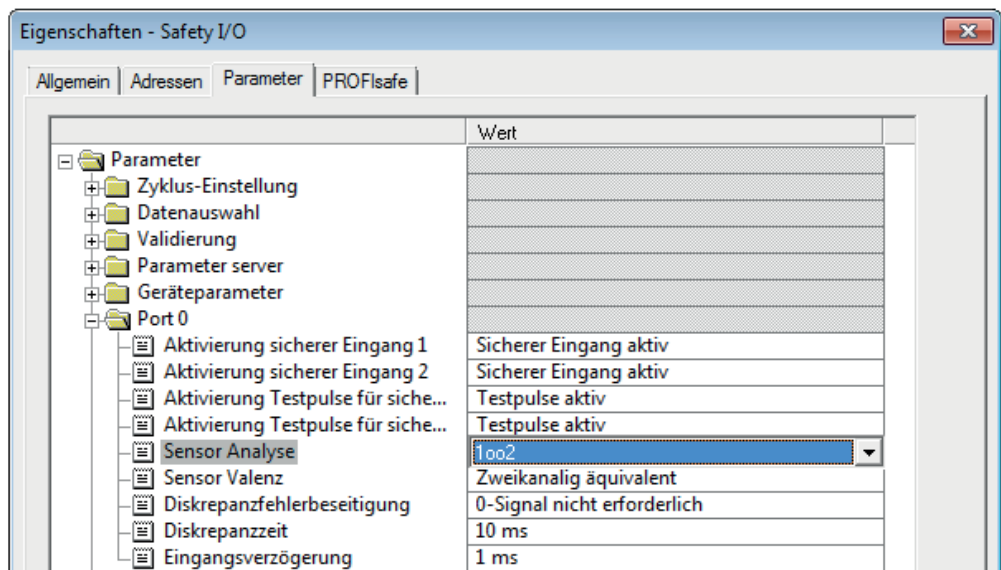 Eigenschaften - Safety I/O
Allgemein Adressen Parameter PROFIsafe
Wert
Parameter
Zyklus-Einstellung
Datenauswahl
Validierung
Parameter server
Geräteparameter
Port 0
Aktivierung sicherer Eingang 1 Sicherer Eingang aktiv
Aktivierung sicherer Eingang 2 Sicherer Eingang aktiv
Aktivierung Testpulse für siche... Testpulse aktiv
Aktivierung Testpulse für siche... Testpulse aktiv
Sensor Analyse 1oo2
Sensor Valenz Zweikanalig äquivalent
Diskrepanzfehlerbeseitigung 0-Signal nicht erforderlich
Diskrepanzzeit 10 ms
Eingangsverzögerung 1 ms